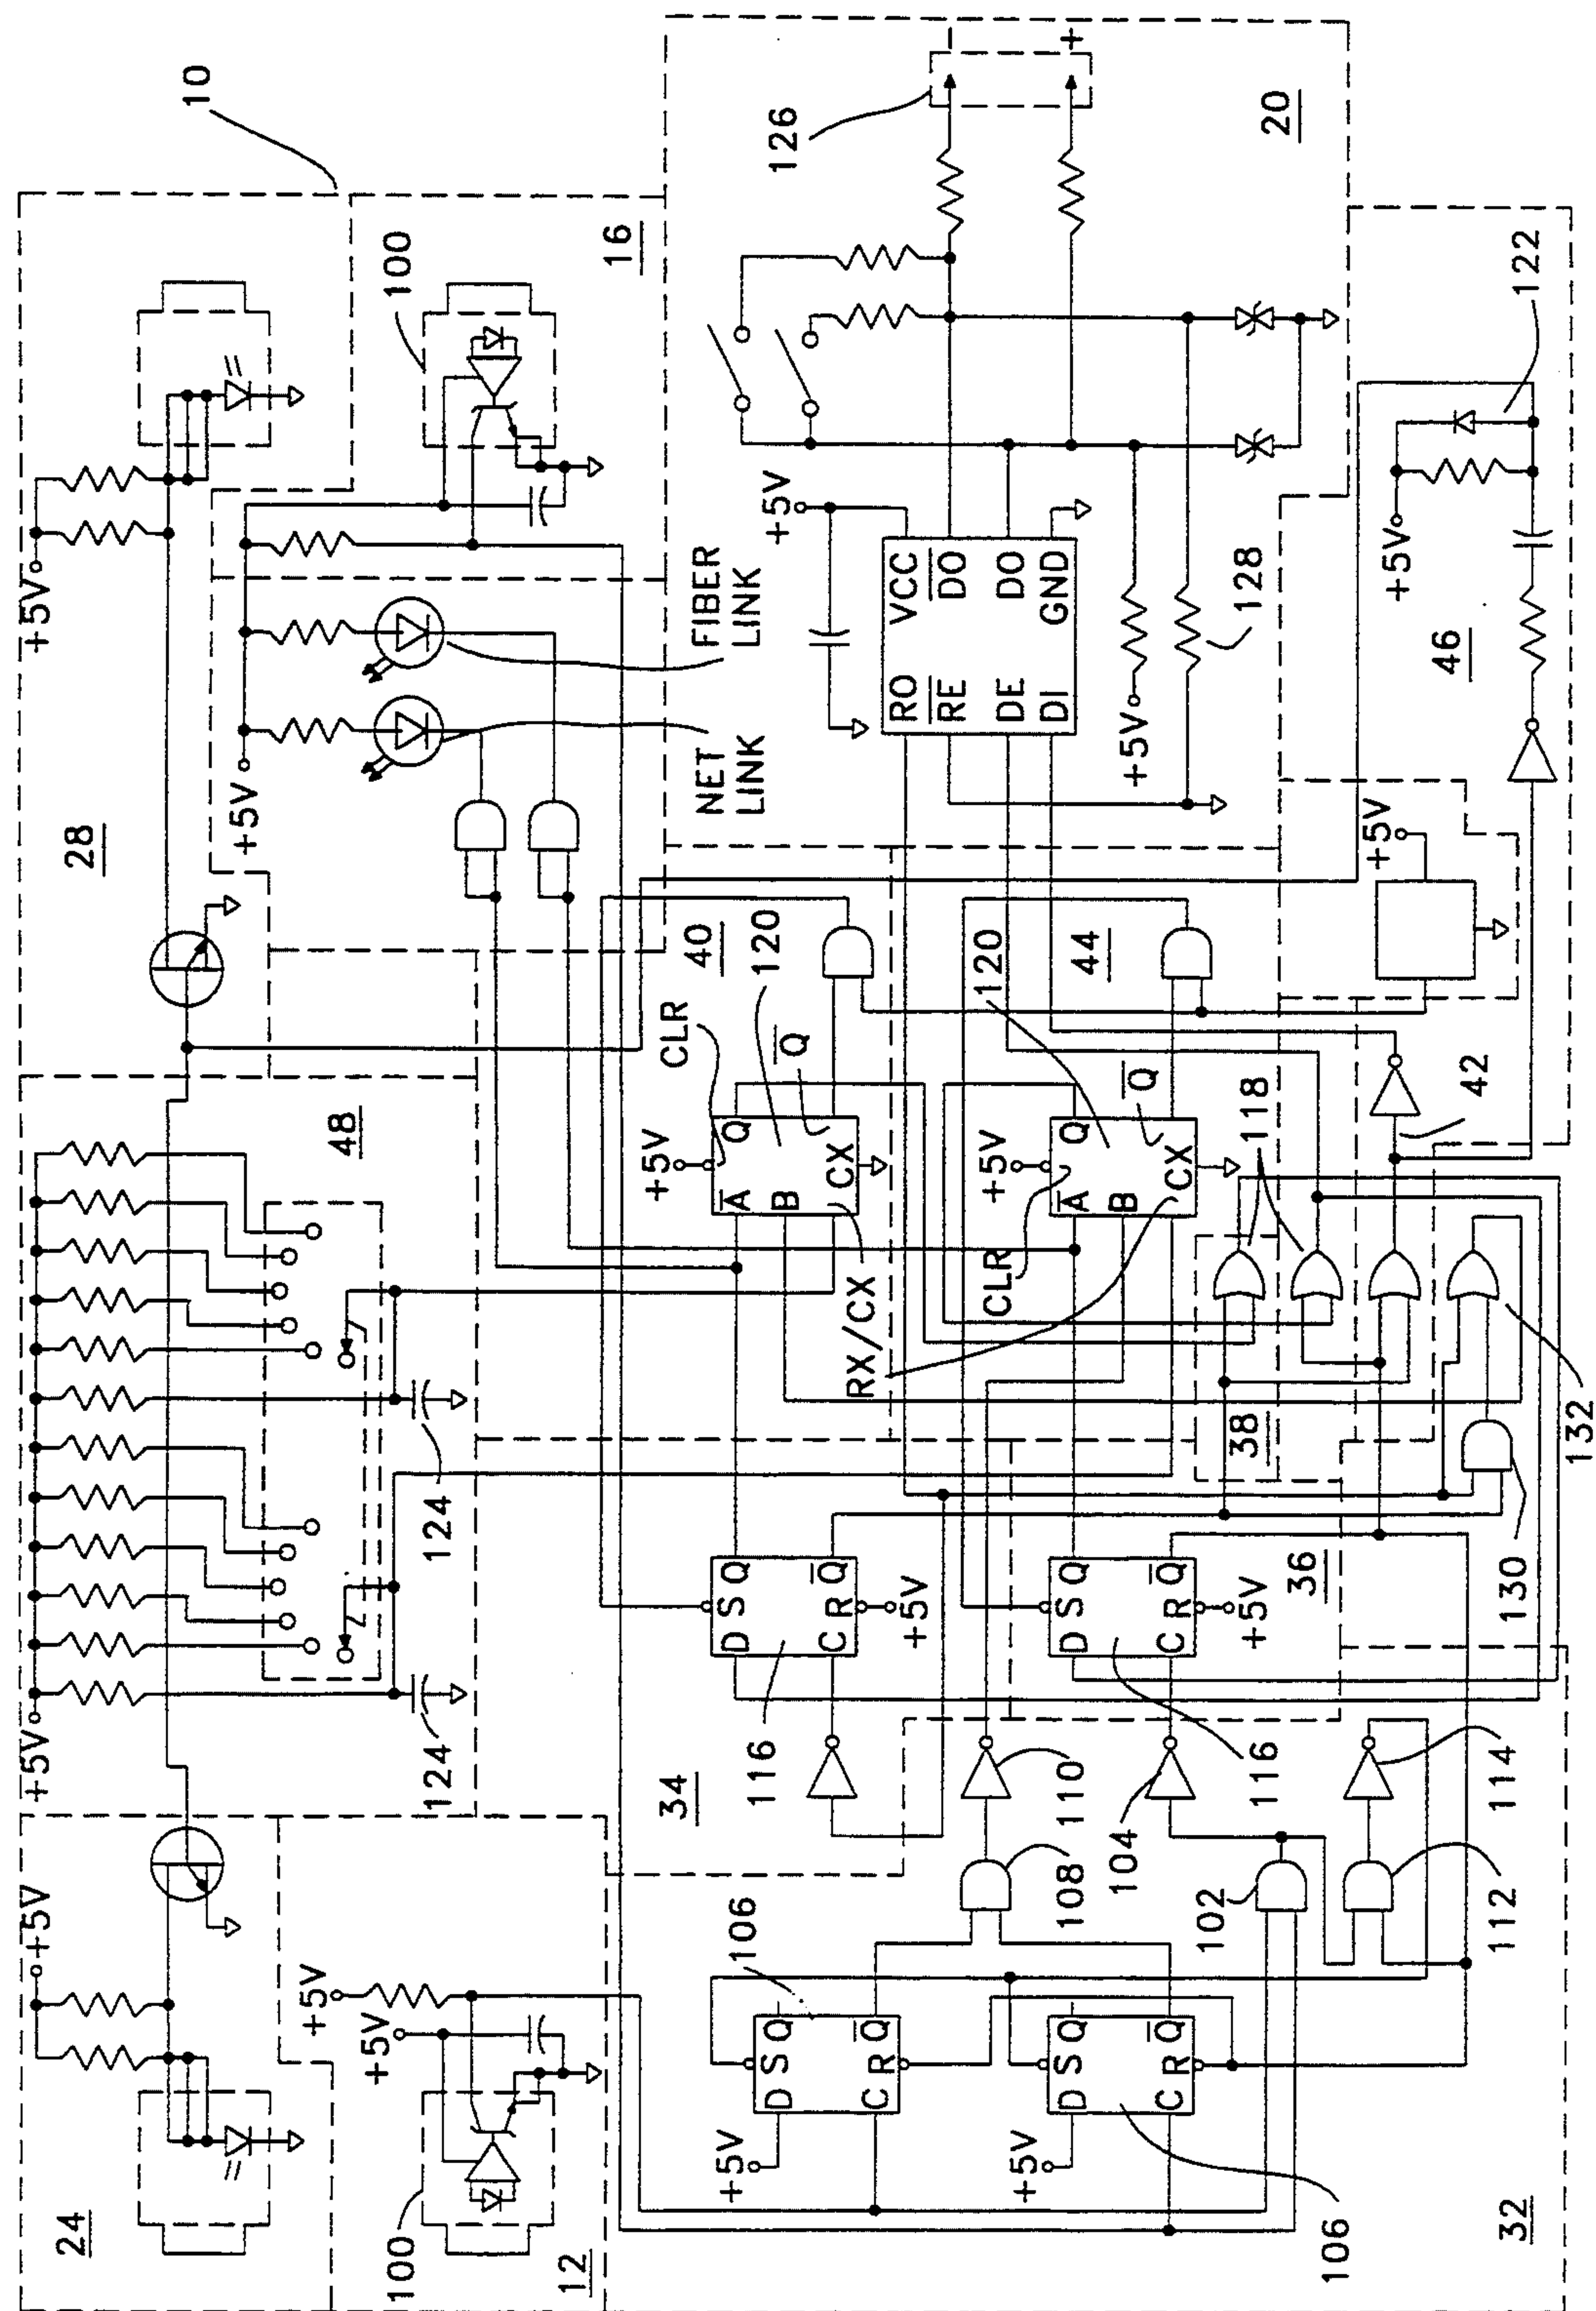 10
+5V
28
+5V
16
100
FIBER
LINK
NET
LINK
126
-
+
20
+5V
VCC
D̅O̅
DO
GND
RO
R̅E̅
DE
DI
+5V
128
122
+5V
46
+5V
48
+5V
124
124
CLR
40
120
+5V
Q
Q̅
A̅
B
CX
RX/CX
120
44
+5V
Q
Q̅
A̅
B
CX
CLR
118
42
38
132
130
36
34
116
D
S
Q
C
R
Q̅
+5V
116
D
S
Q
C
R
Q̅
+5V
110
108
104
102
114
112
24
+5V
+5V
+5V
100
12
106
D
S
Q
C
R
Q̅
+5V
D
S
Q
C
R
Q̅
+5V
106
32